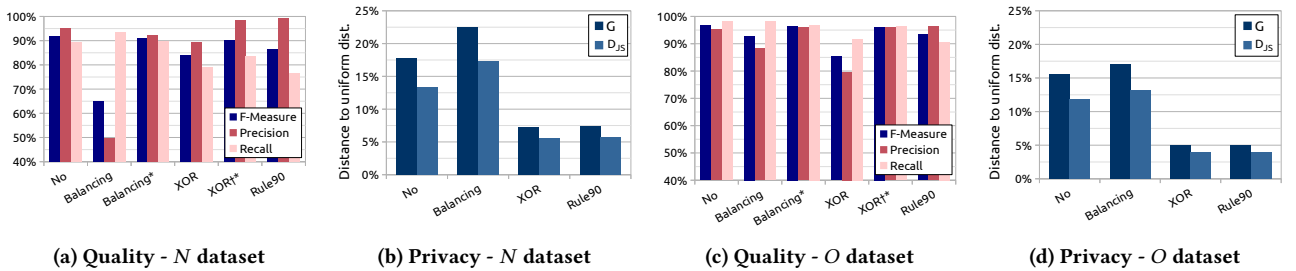 100%
90%
80%
70%
60%
50%
40%
F-Measure
Precision
Recall
No
Balancing
Balancing*
XOR
XOR†*
Rule90
(a) Quality - N dataset
Distance to uniform dist.
25%
20%
15%
10%
5%
0%
G
DJS
No
Balancing
XOR
Rule90
(b) Privacy - N dataset
100%
90%
80%
70%
60%
50%
40%
F-Measure
Precision
Recall
No
Balancing
Balancing*
XOR
XOR†*
Rule90
(c) Quality - O dataset
Distance to uniform dist.
25%
20%
15%
10%
5%
0%
G
DJS
No
Balancing
XOR
Rule90
(d) Privacy - O dataset